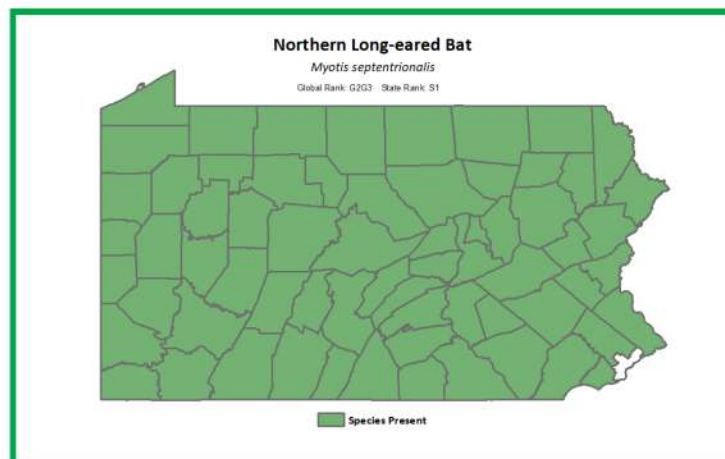 Northern Long-eared Bat
Myotis septentrionalis
Global Rank: G2G3 State Rank: S1
Species Present